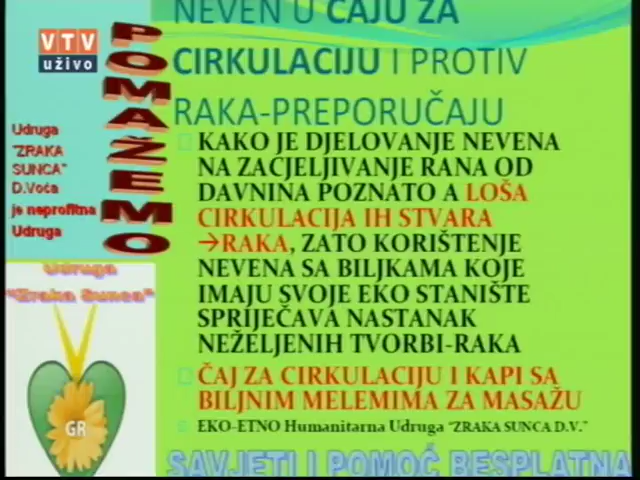 NEVEN U ČAJU ZA
CIRKULACIJU I PROTIV
RAKA-PREPORUČAJU
VTV
uživo
POMAŽEMO
Udruga
"ZRAKA
SUNCA"
D.Voća
je neprofitna
Udruga
KAKO JE DJELOVANJE NEVENA
NA ZACJELJIVANJE RANA OD
DAVNINA POZNATO A LOŠA
CIRKULACIJA IH STVARA
→RAKA, ZATO KORIŠTENJE
NEVENA SA BILJKAMA KOJE
IMAJU SVOJE EKO STANIŠTE
SPRIJEČAVA NASTANAK
NEŽELJENIH TVORBI-RAKA
ČAJ ZA CIRKULACIJU I KAPI SA
BILJNIM MELEMIMA ZA MASAŽU
EKO-ETNO Humanitarna Udruga "ZRAKA SUNCA D.V."
Udruga
"Zraka Sunca"
GR
SAVJETI I POMOĆ BESPLATNA